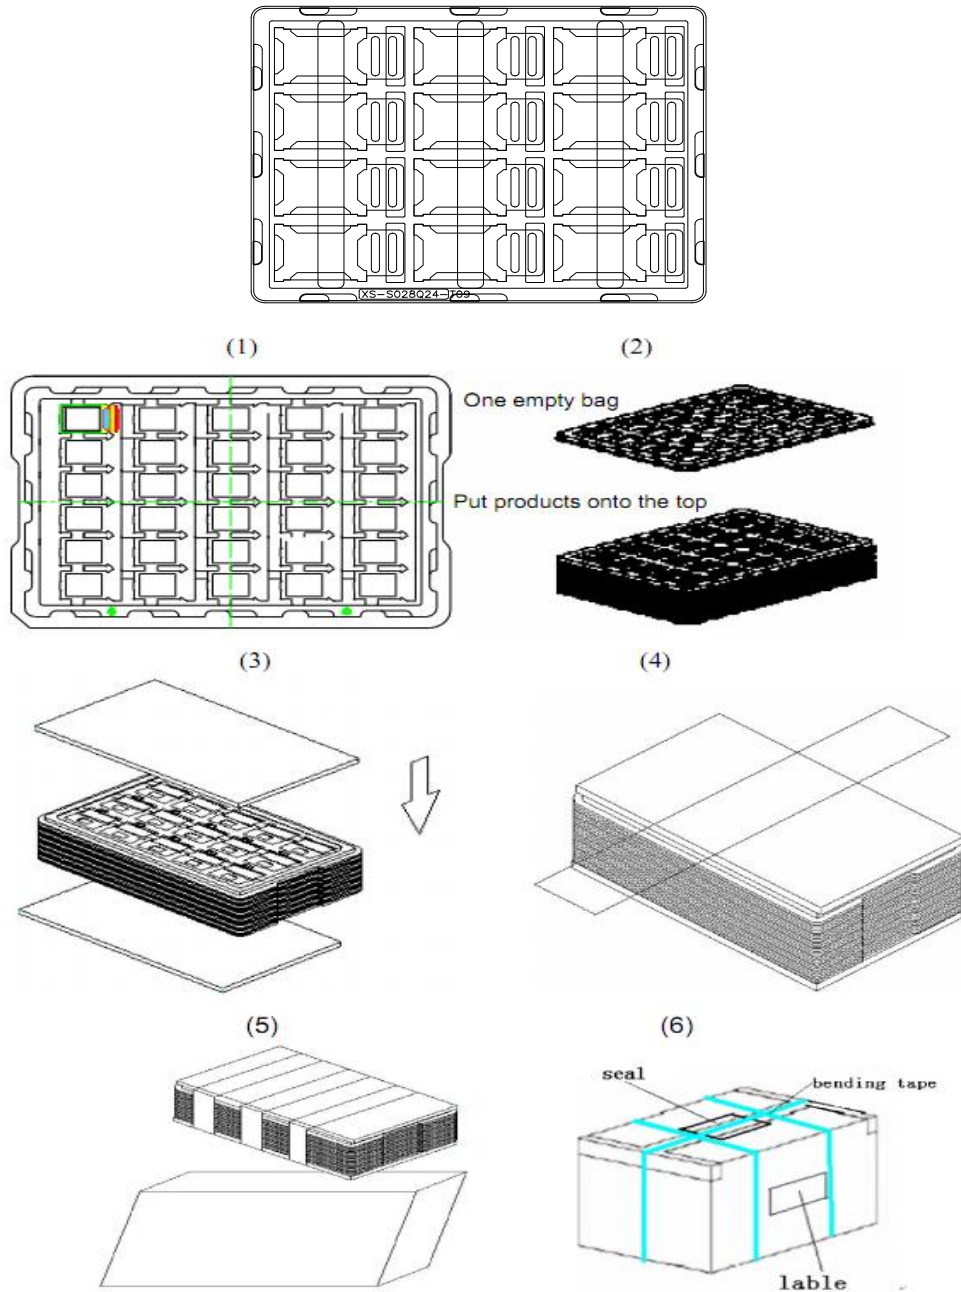 XS-S028Q24-T09
(1)
(2)
One empty bag
Put products onto the top
(3)
(4)
(5)
(6)
seal
bending tape
lable